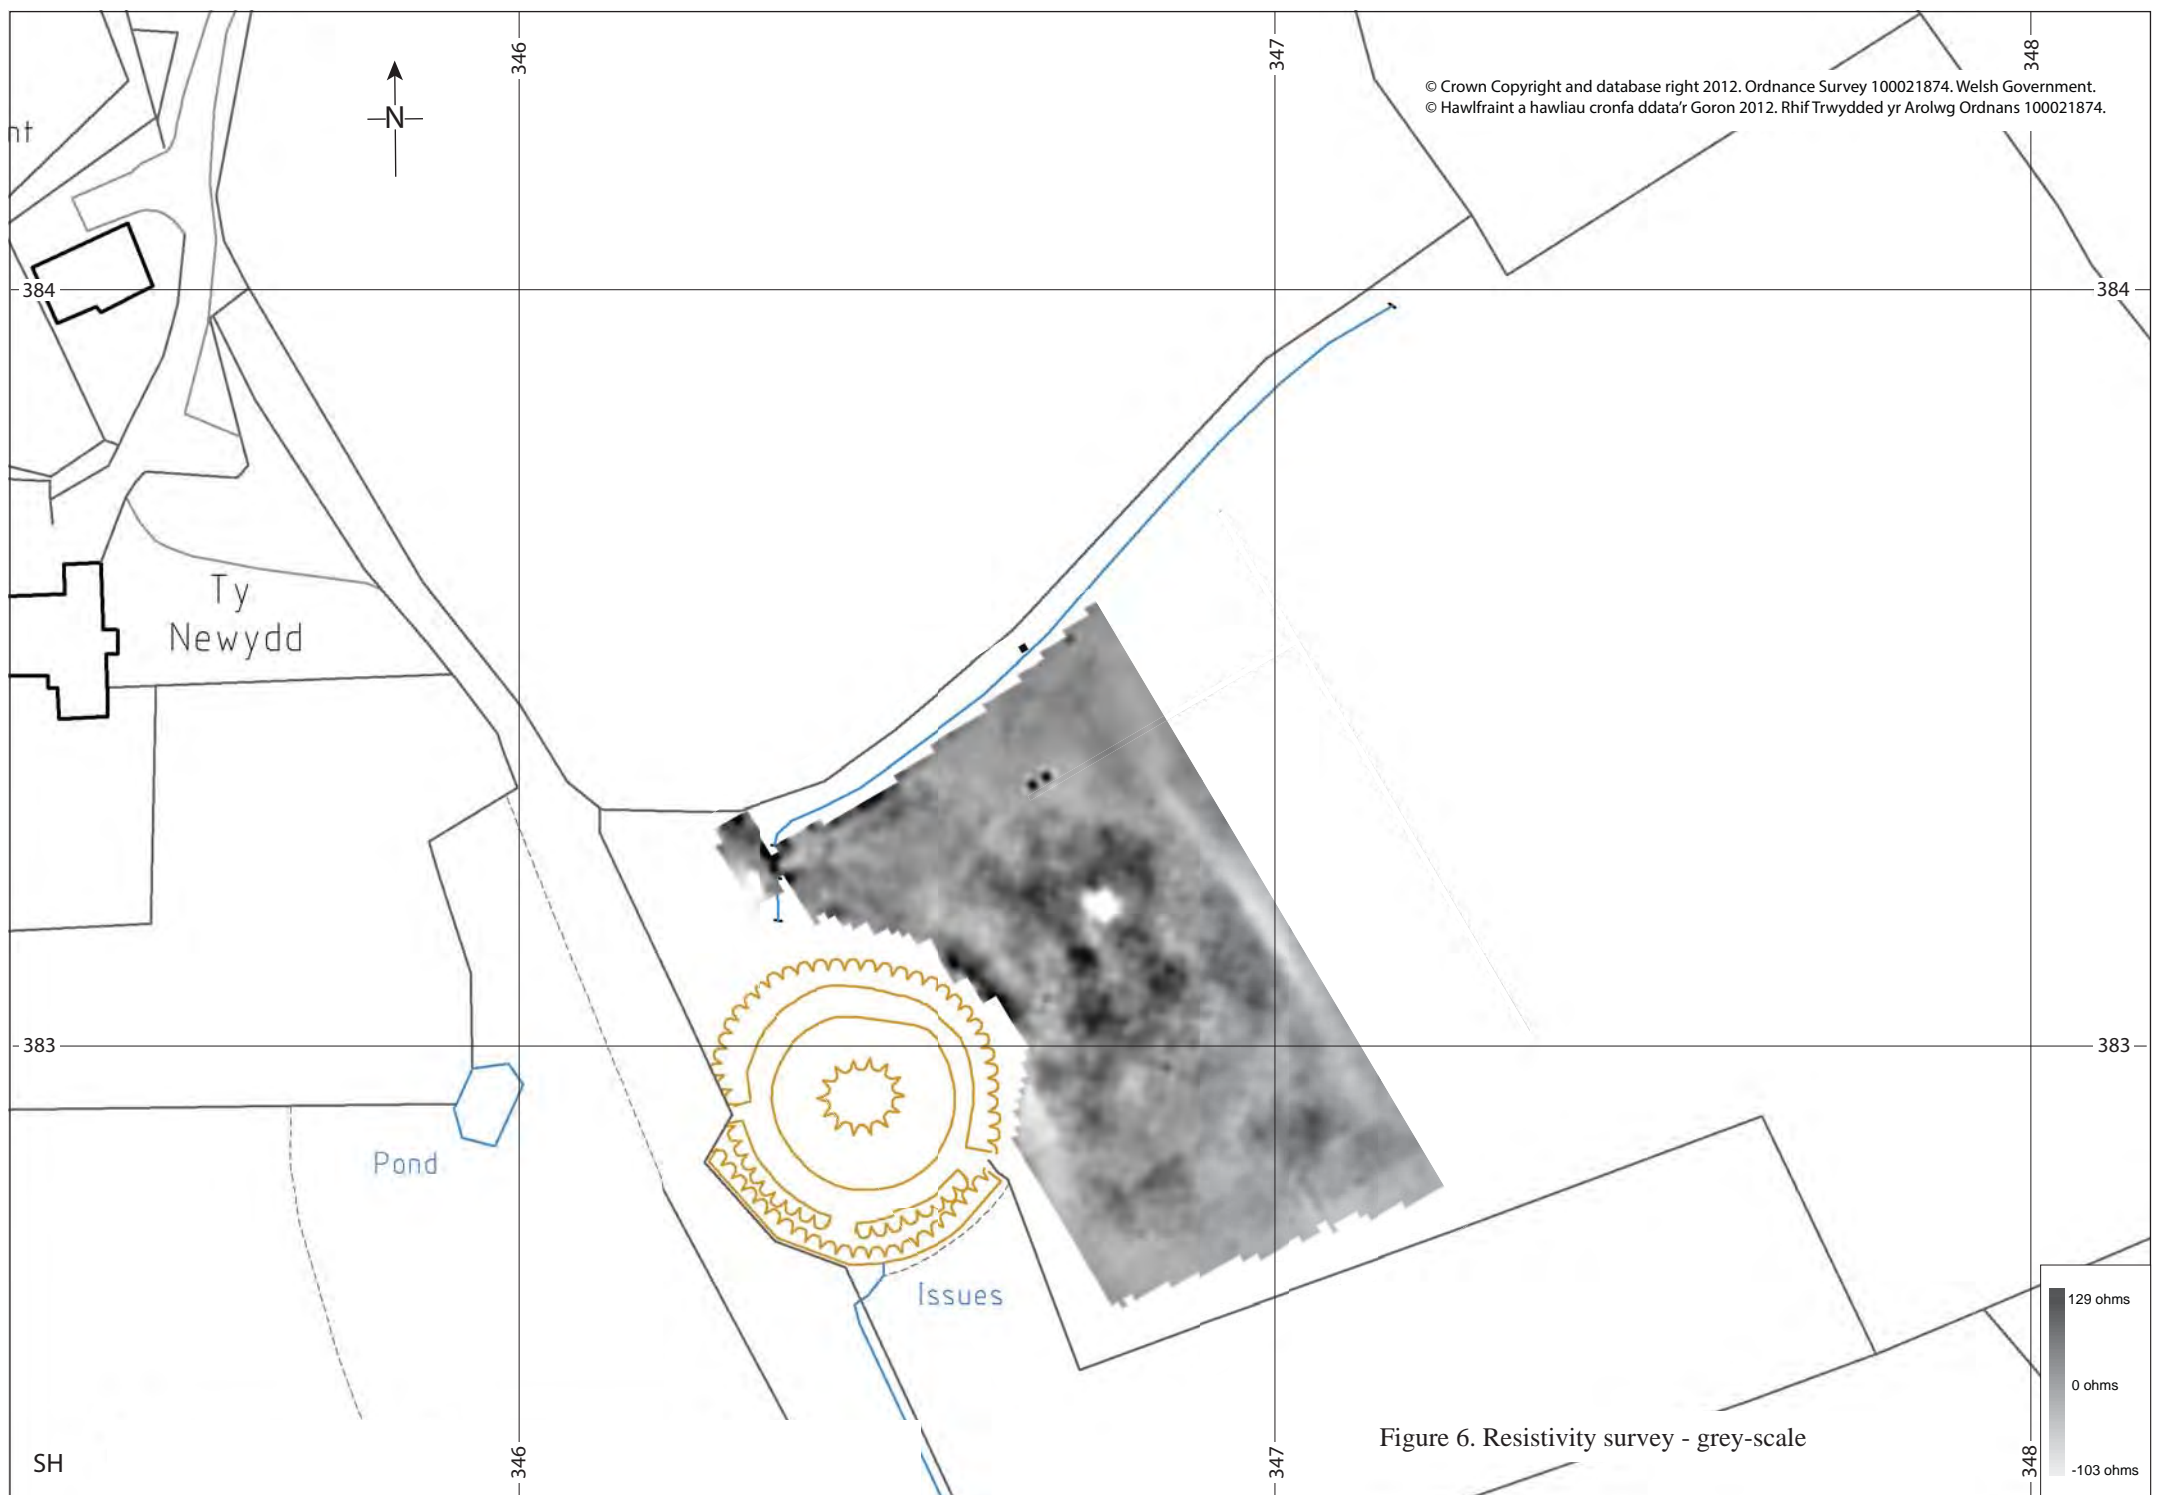 346
347
348
© Crown Copyright and database right 2012. Ordnance Survey 100021874. Welsh Government.
© Hawlfraint a hawliau cronfa ddata'r Goron 2012. Rhif Trwydded yr Arolwg Ordnans 100021874.
N
nt
384
384
Ty
Newydd
383
383
Pond
Issues
129 ohms
0 ohms
-103 ohms
Figure 6. Resistivity survey - grey-scale
SH
346
347
348